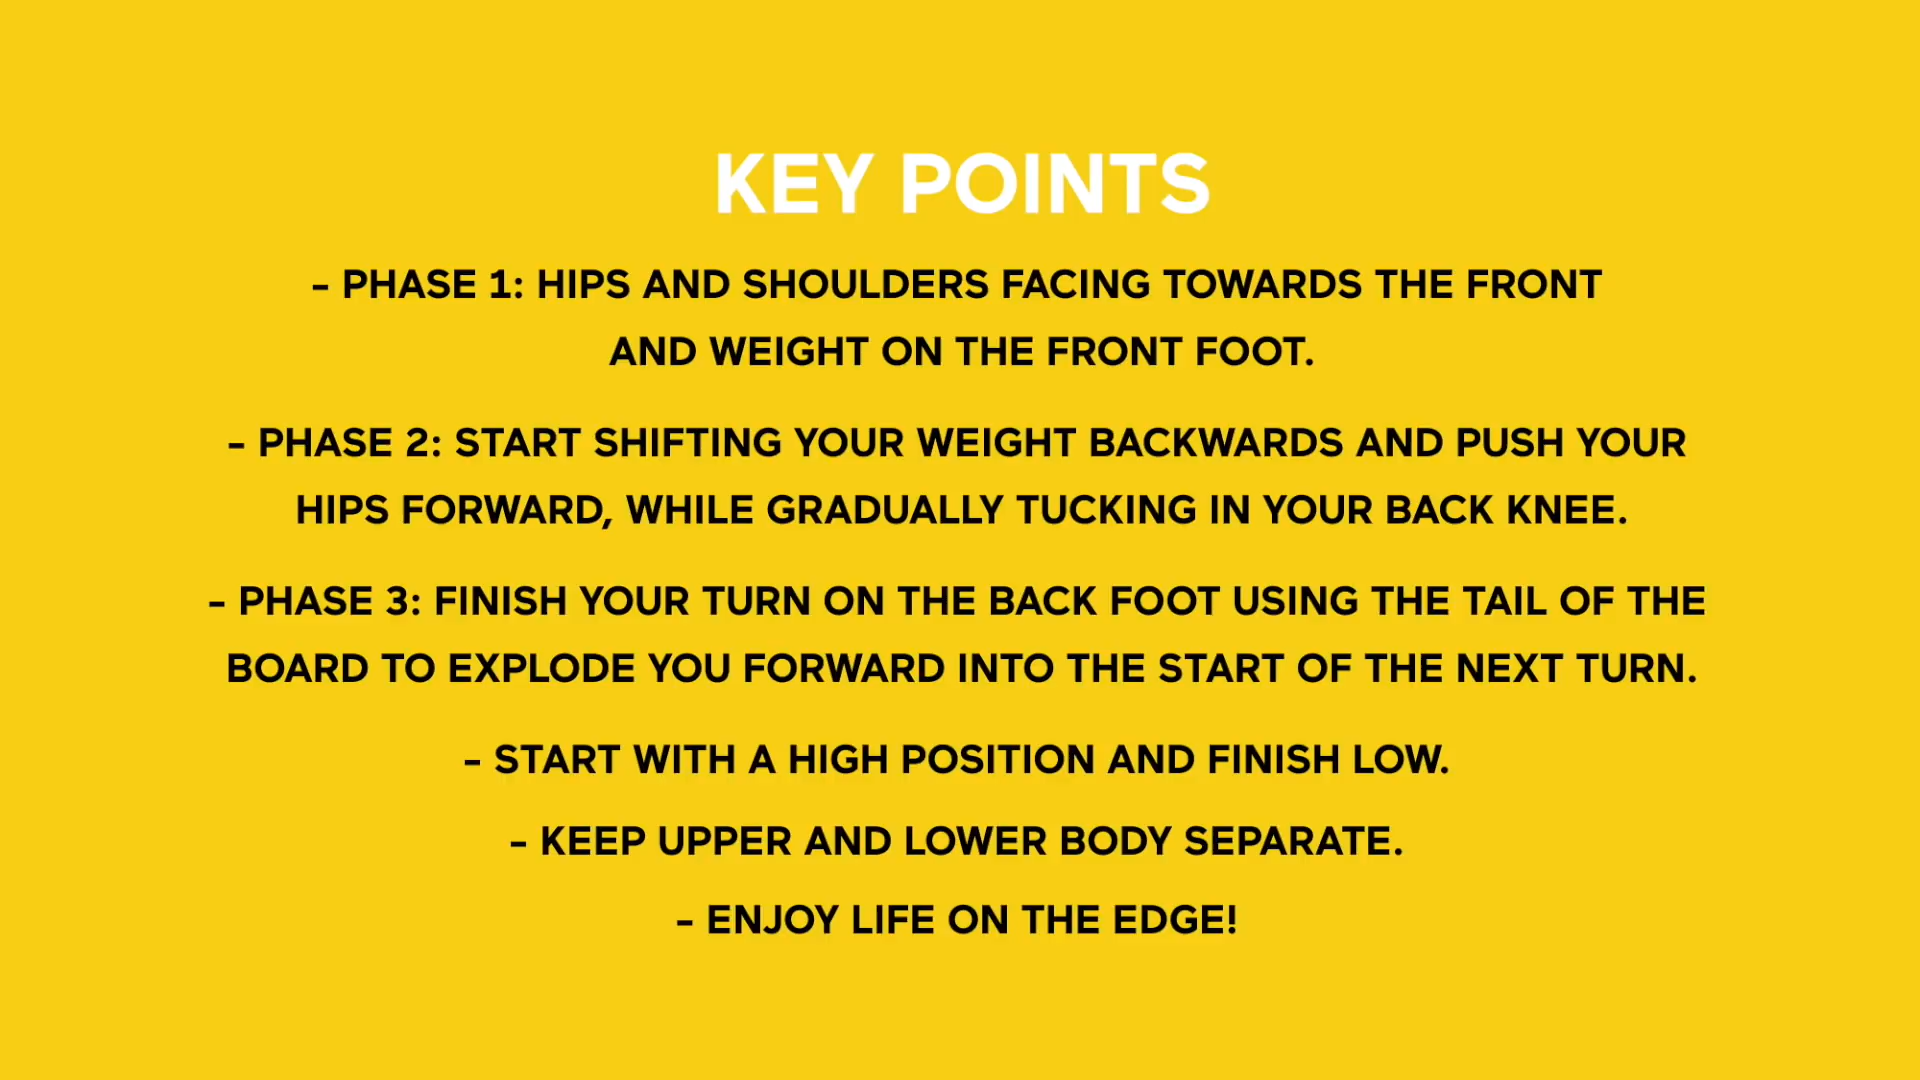 KEY POINTS
- PHASE 1: HIPS AND SHOULDERS FACING TOWARDS THE FRONT
AND WEIGHT ON THE FRONT FOOT.
- PHASE 2: START SHIFTING YOUR WEIGHT BACKWARDS AND PUSH YOUR
HIPS FORWARD, WHILE GRADUALLY TUCKING IN YOUR BACK KNEE.
- PHASE 3: FINISH YOUR TURN ON THE BACK FOOT USING THE TAIL OF THE
BOARD TO EXPLODE YOU FORWARD INTO THE START OF THE NEXT TURN.
- START WITH A HIGH POSITION AND FINISH LOW.
- KEEP UPPER AND LOWER BODY SEPARATE.
- ENJOY LIFE ON THE EDGE!